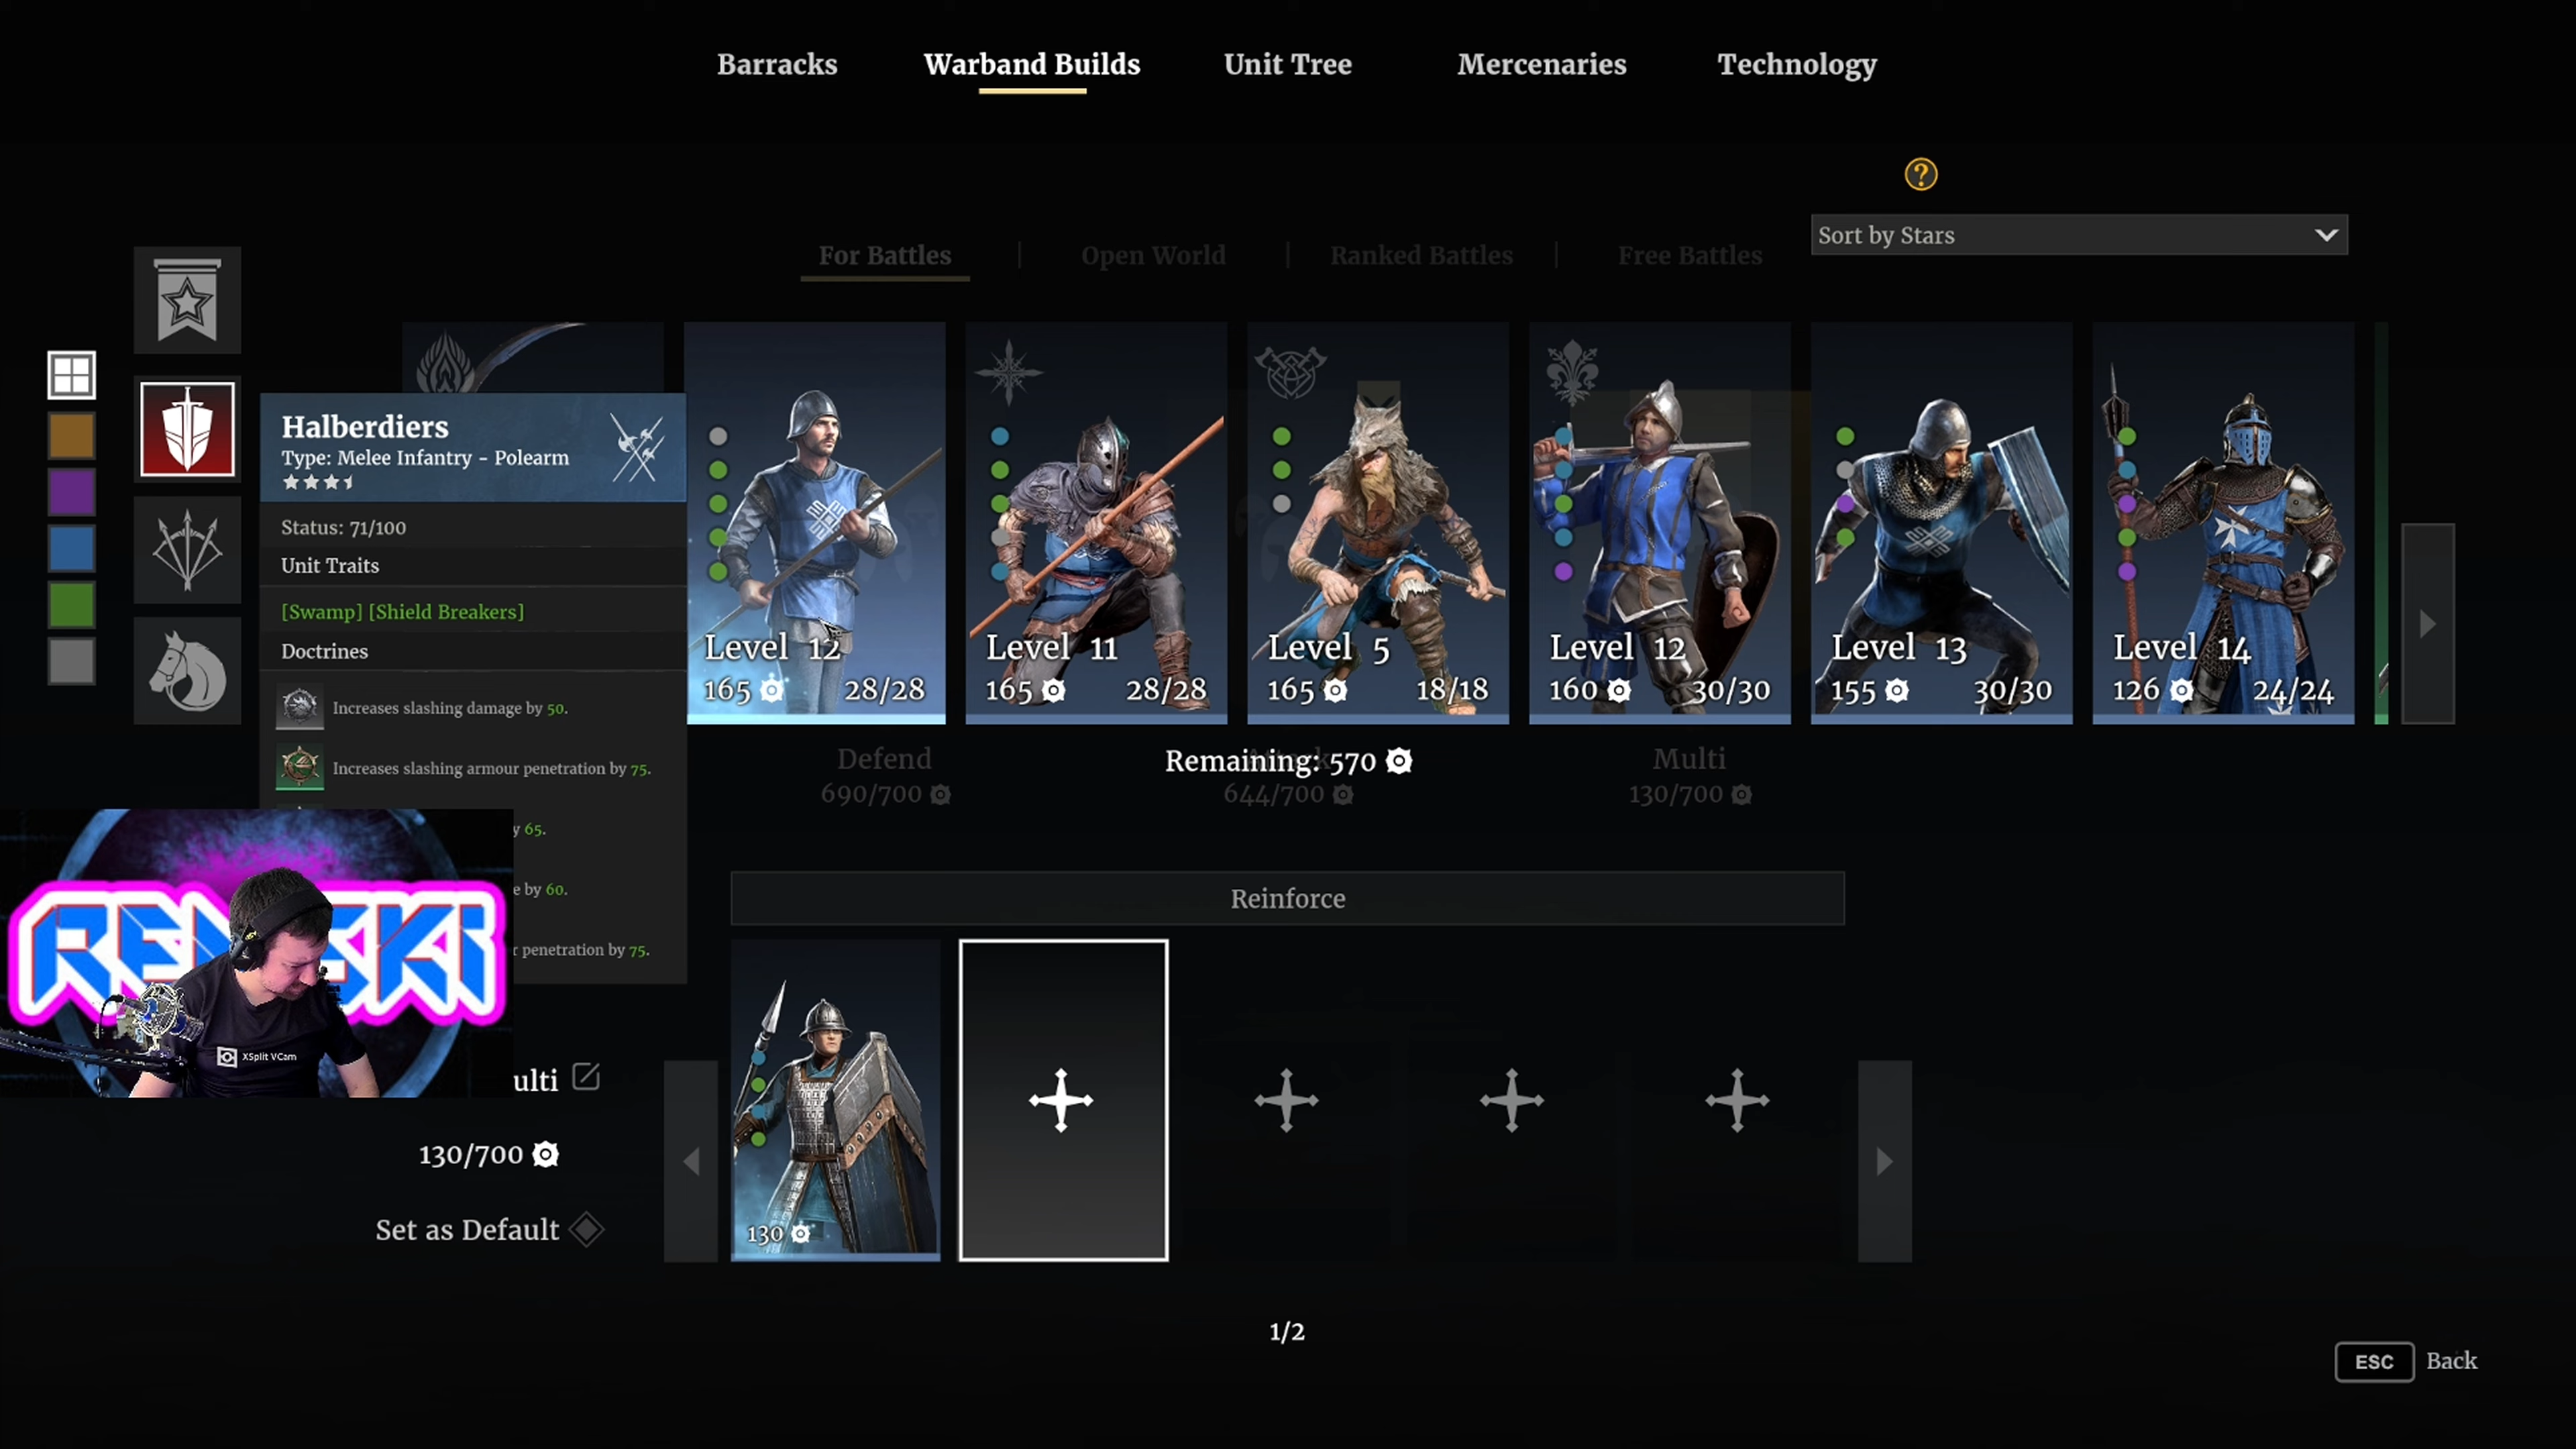 Barracks
Warband Builds
Unit Tree
Mercenaries
Technology
?
Sort by Stars
For Battles
Open World
Ranked Battles
Free Battles
Halberdiers
Type: Melee Infantry - Polearm
Status: 71/100
Unit Traits
[Swamp] [Shield Breakers]
Doctrines
Increases slashing damage by 50.
Increases slashing armour penetration by 75.
y 65.
e by 60.
r penetration by 75.
Level 12
165
28/28
Level 11
165
28/28
Level 5
165
18/18
Level 12
160
30/30
Level 13
155
30/30
Level 14
126
24/24
Defend
690/700
Remaining: 570
644/700
Multi
130/700
Reinforce
XSplit VCam
ulti
130/700
Set as Default
130
1/2
ESC
Back